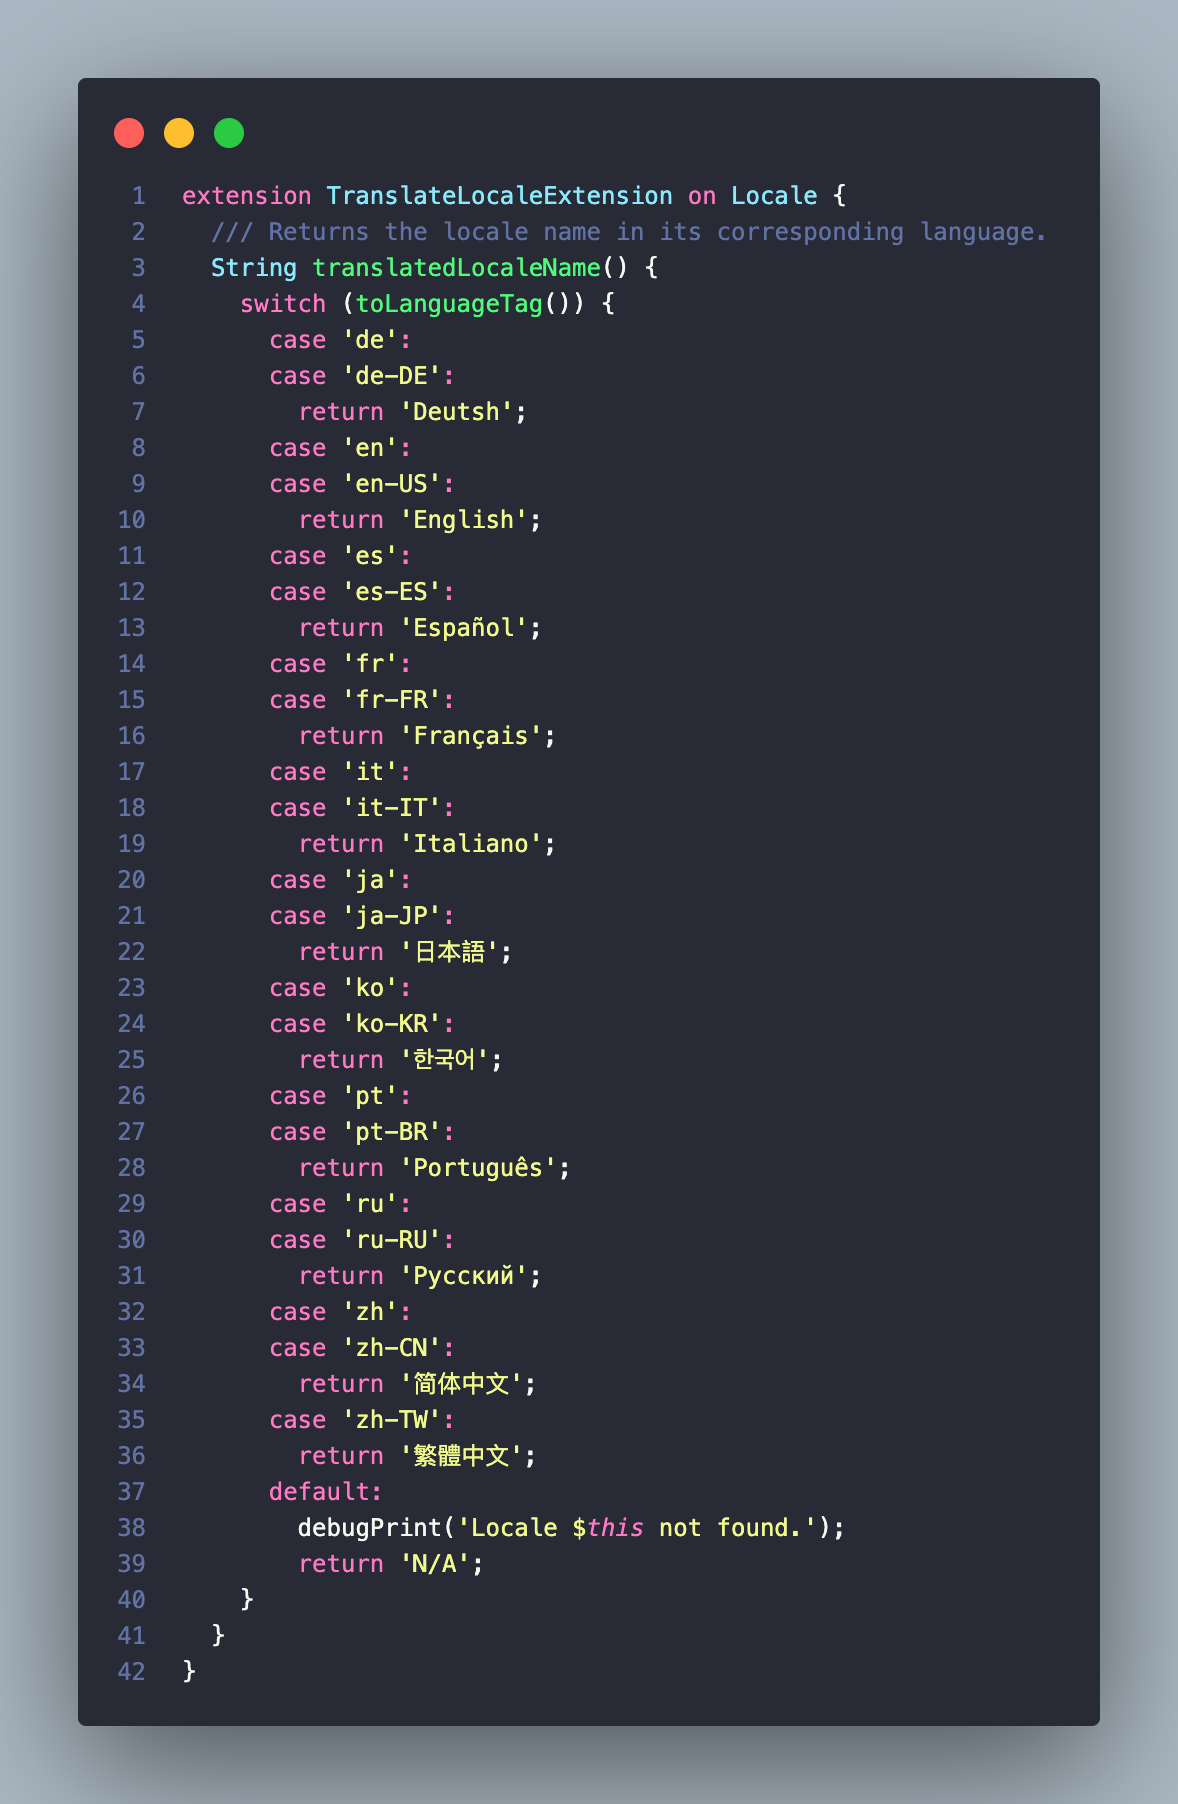 1 extension TranslateLocaleExtension on Locale {
2 /// Returns the locale name in its corresponding language.
3 String translatedLocaleName() {
4 switch (toLanguageTag()) {
5 case 'de':
6 case 'de-DE':
7 return 'Deutsh';
8 case 'en':
9 case 'en-US':
10 return 'English';
11 case 'es':
12 case 'es-ES':
13 return 'Español';
14 case 'fr':
15 case 'fr-FR':
16 return 'Français';
17 case 'it':
18 case 'it-IT':
19 return 'Italiano';
20 case 'ja':
21 case 'ja-JP':
22 return '日本語';
23 case 'ko':
24 case 'ko-KR':
25 return '한국어';
26 case 'pt':
27 case 'pt-BR':
28 return 'Português';
29 case 'ru':
30 case 'ru-RU':
31 return 'Русский';
32 case 'zh':
33 case 'zh-CN':
34 return '简体中文';
35 case 'zh-TW':
36 return '繁體中文';
37 default:
38 debugPrint('Locale $this not found.');
39 return 'N/A';
40 }
41 }
42 }